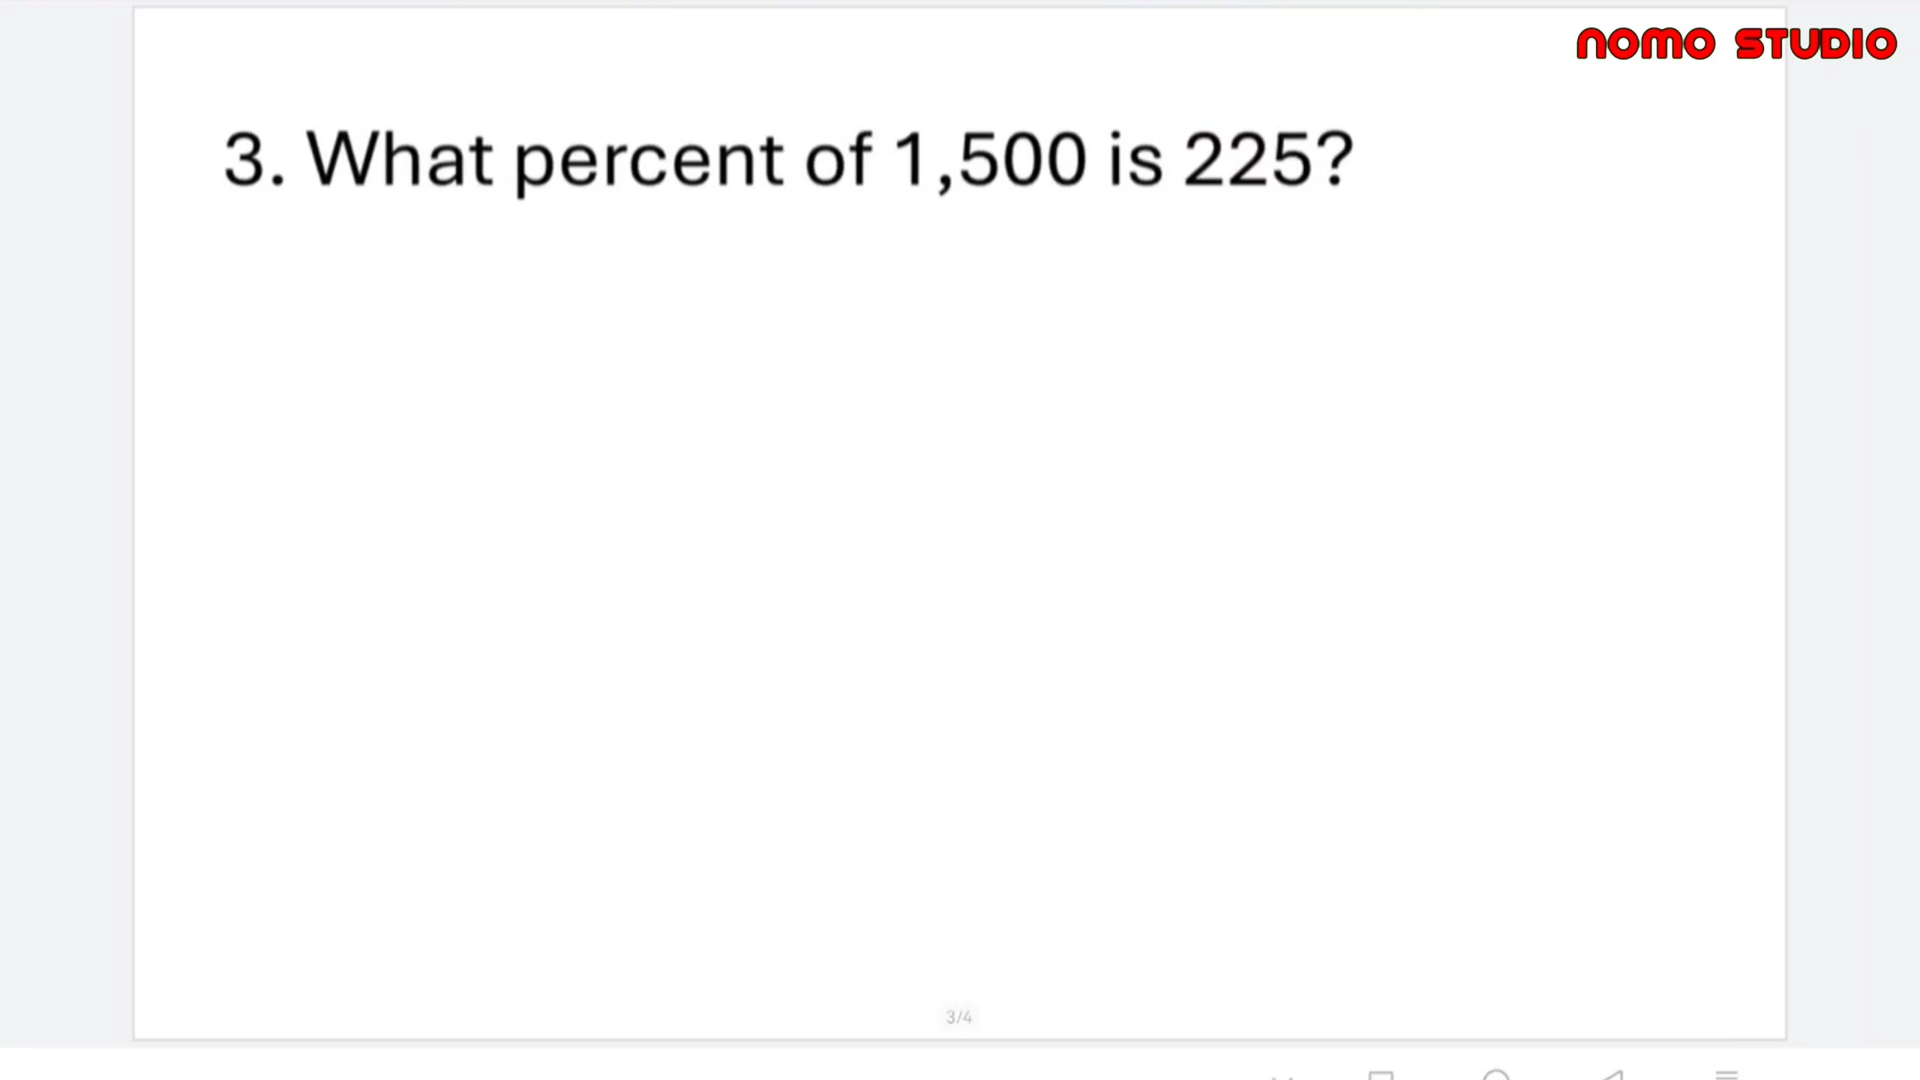 NOMO STUDIO
3. What percent of 1,500 is 225?
3/4